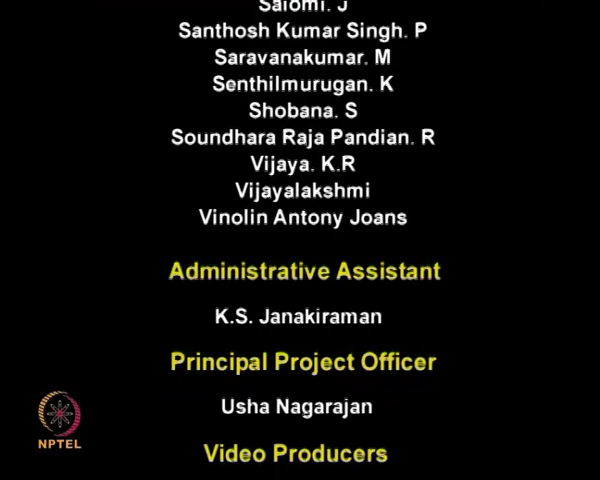 Salomi. J
Santhosh Kumar Singh. P
Saravanakumar. M
Senthilmurugan. K
Shobana. S
Soundhara Raja Pandian. R
Vijaya. K.R
Vijayalakshmi
Vinolin Antony Joans
Administrative Assistant
K.S. Janakiraman
Principal Project Officer
Usha Nagarajan
NPTEL
Video Producers